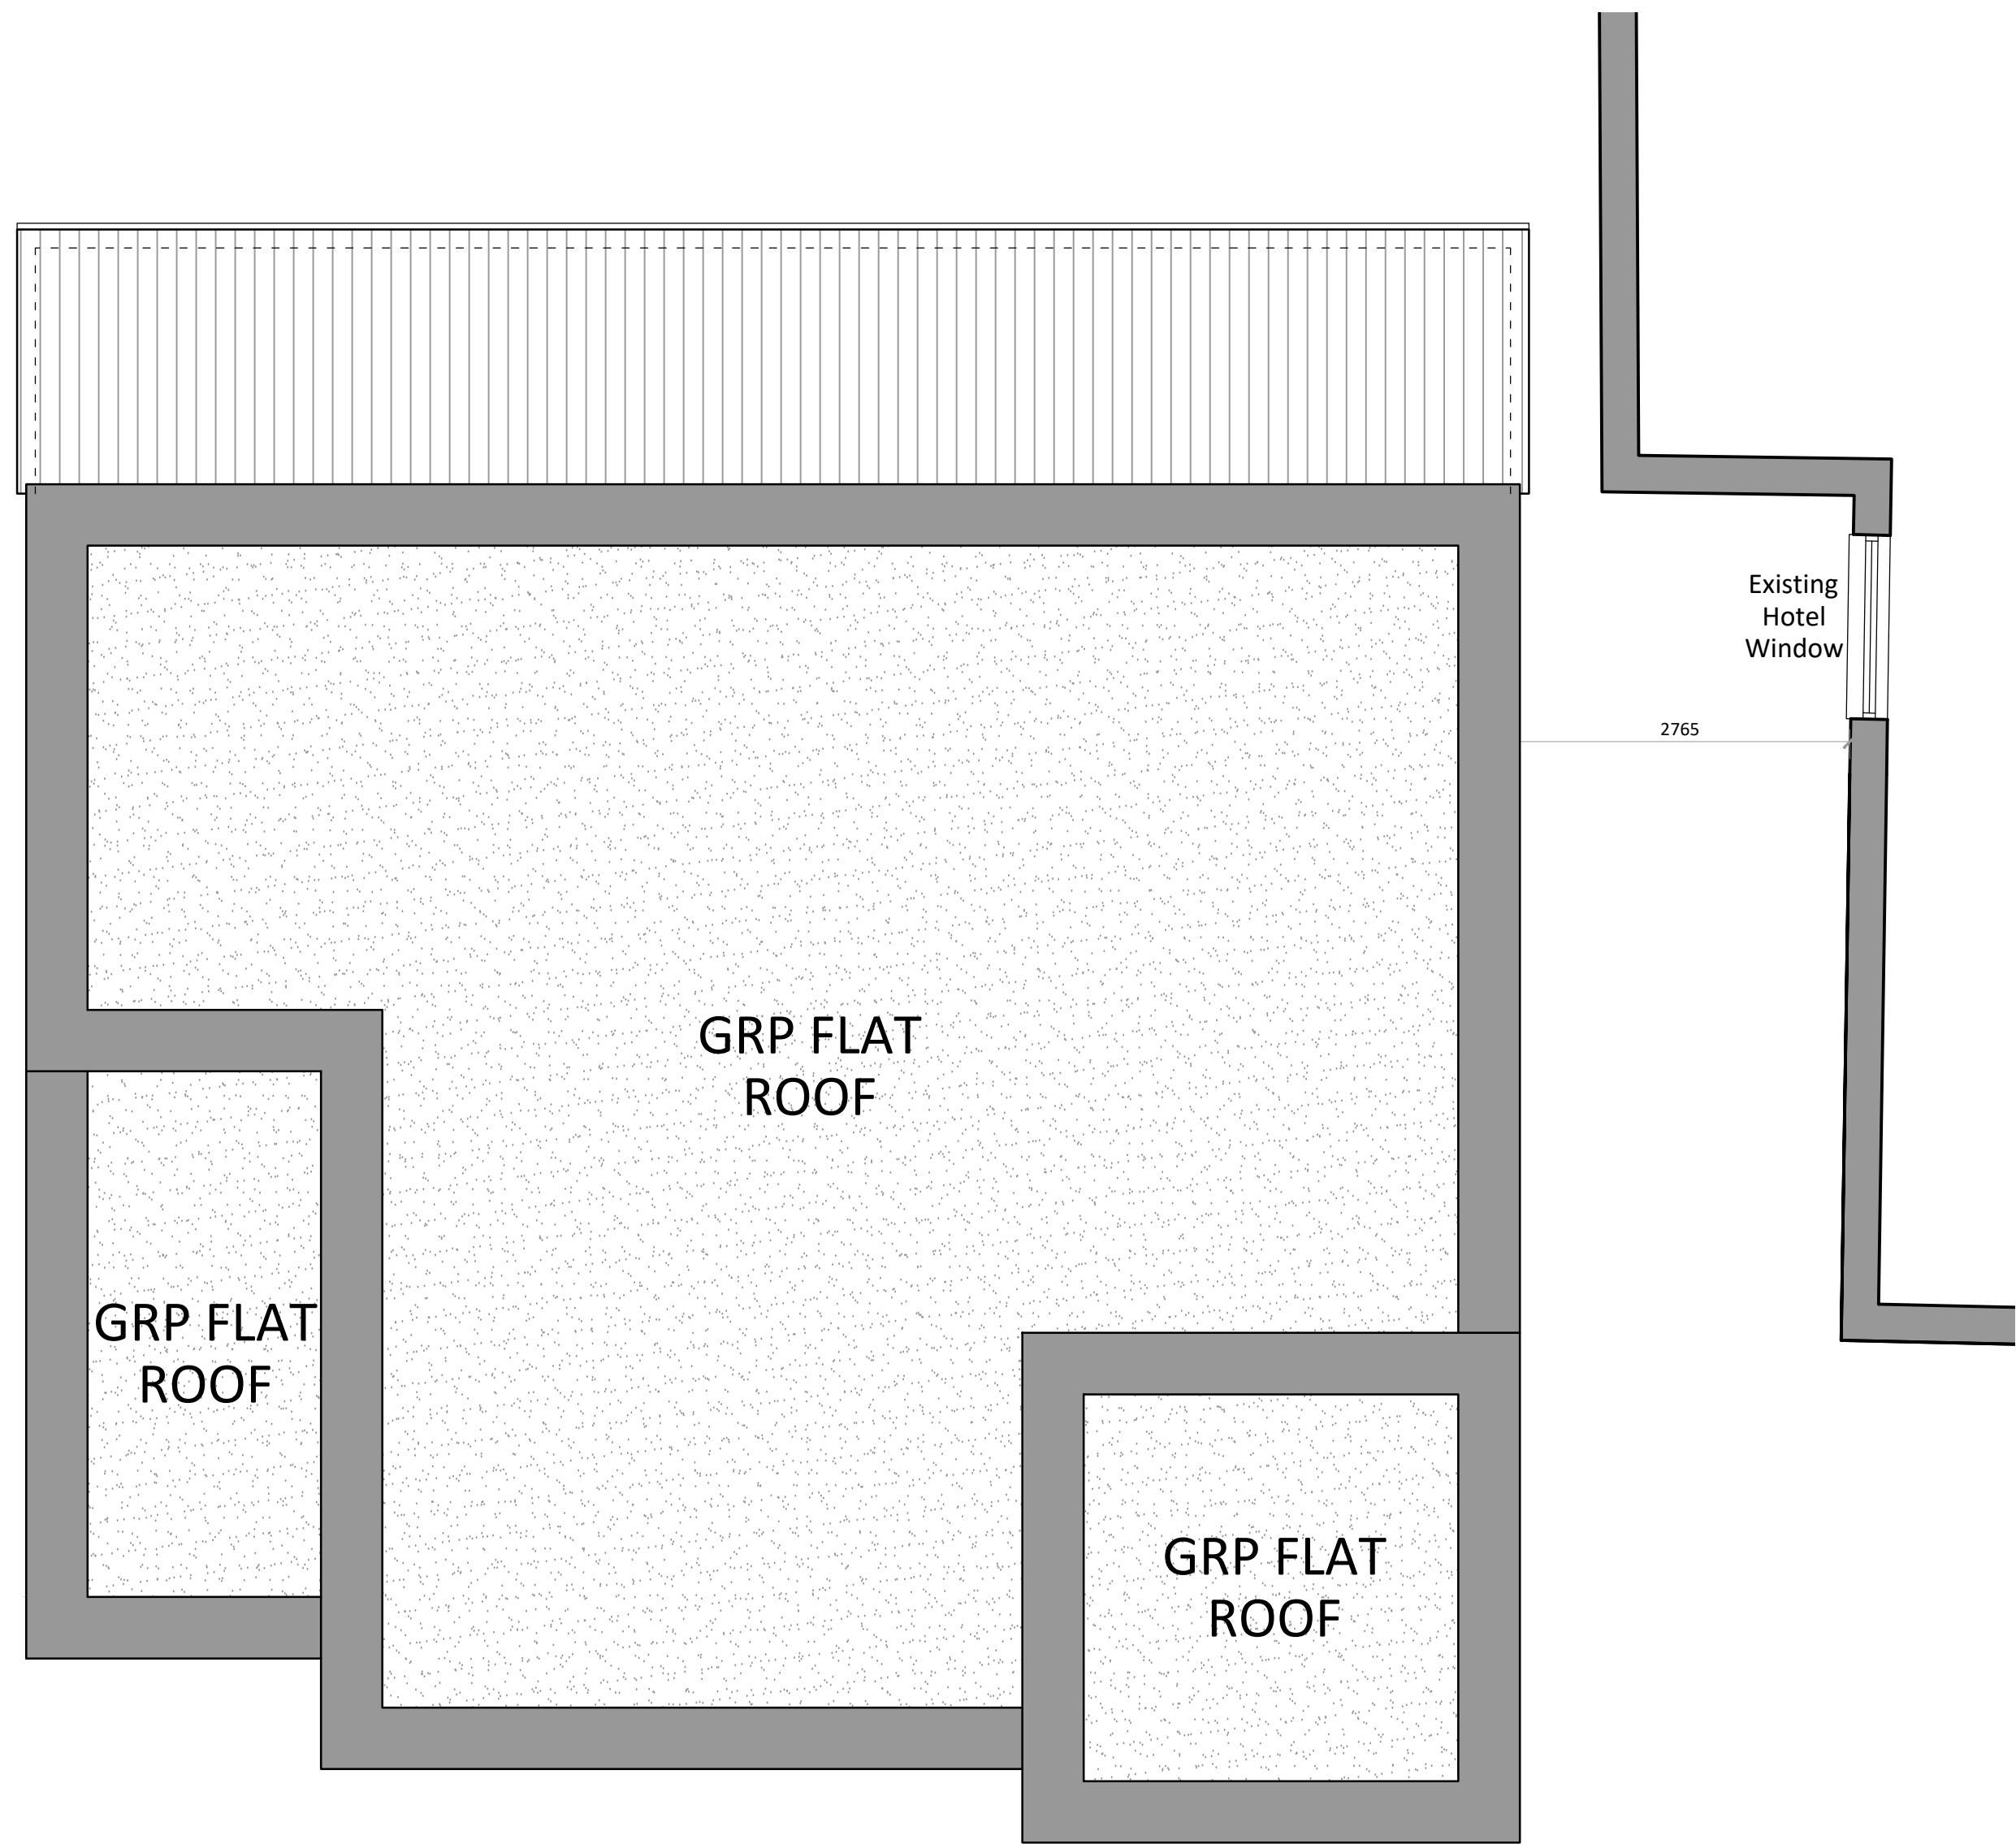 Existing
Hotel
Window
2765
GRP FLAT
ROOF
GRP FLAT
ROOF
GRP FLAT
ROOF